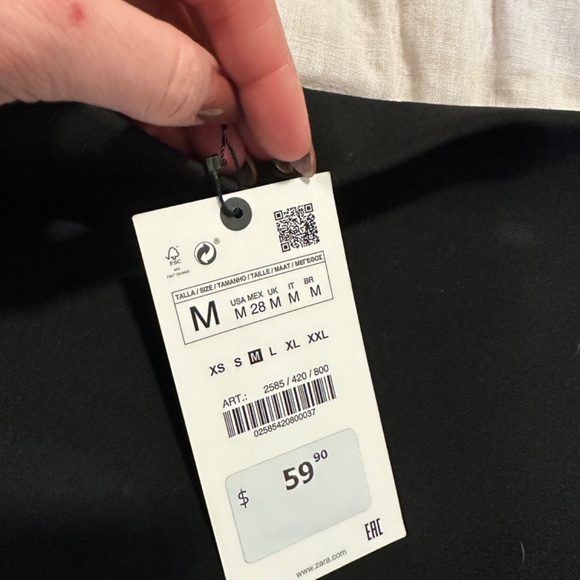 FSC
®
TALLA / SIZE / TAMANHO / TAILLE / MAAT / ΜΕΓΕΘΟΣ
M
USA MEX UK IT BR
M 28 M M M
XS S M L XL XXL
ART.: 2585 / 420 / 800
02585420800037
$ 59 90
EAC
www.zara.com